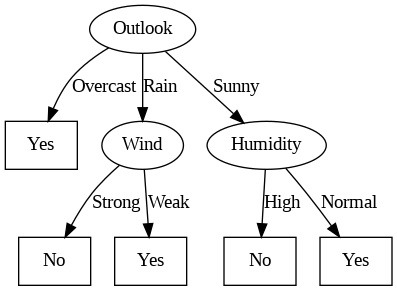 Outlook
Overcast Rain Sunny
Yes Wind Humidity
Strong Weak High Normal
No Yes No Yes